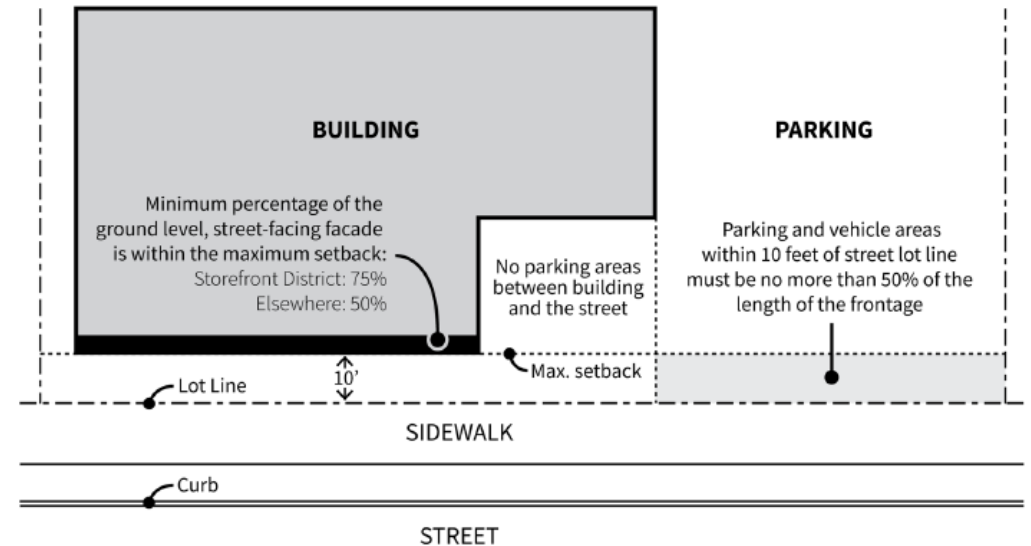 BUILDING
PARKING
Minimum percentage of the
ground level, street-facing facade
is within the maximum setback:
Storefront District: 75%
Elsewhere: 50%
No parking areas
between building
and the street
Parking and vehicle areas
within 10 feet of street lot line
must be no more than 50% of the
length of the frontage
Max. setback
10’
Lot Line
SIDEWALK
Curb
STREET